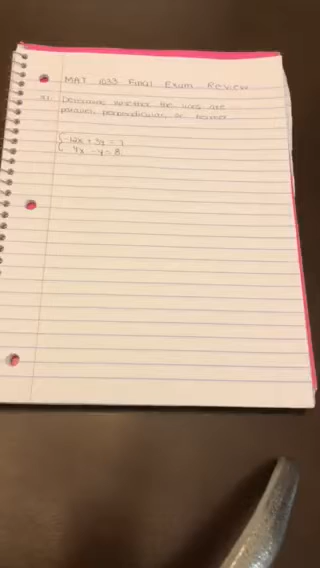 MAT 1033 Final Exam Review
Determine whether the lines are
parallel, perpendicular, or neither
-12x + 3y = 7
4x - y = 8